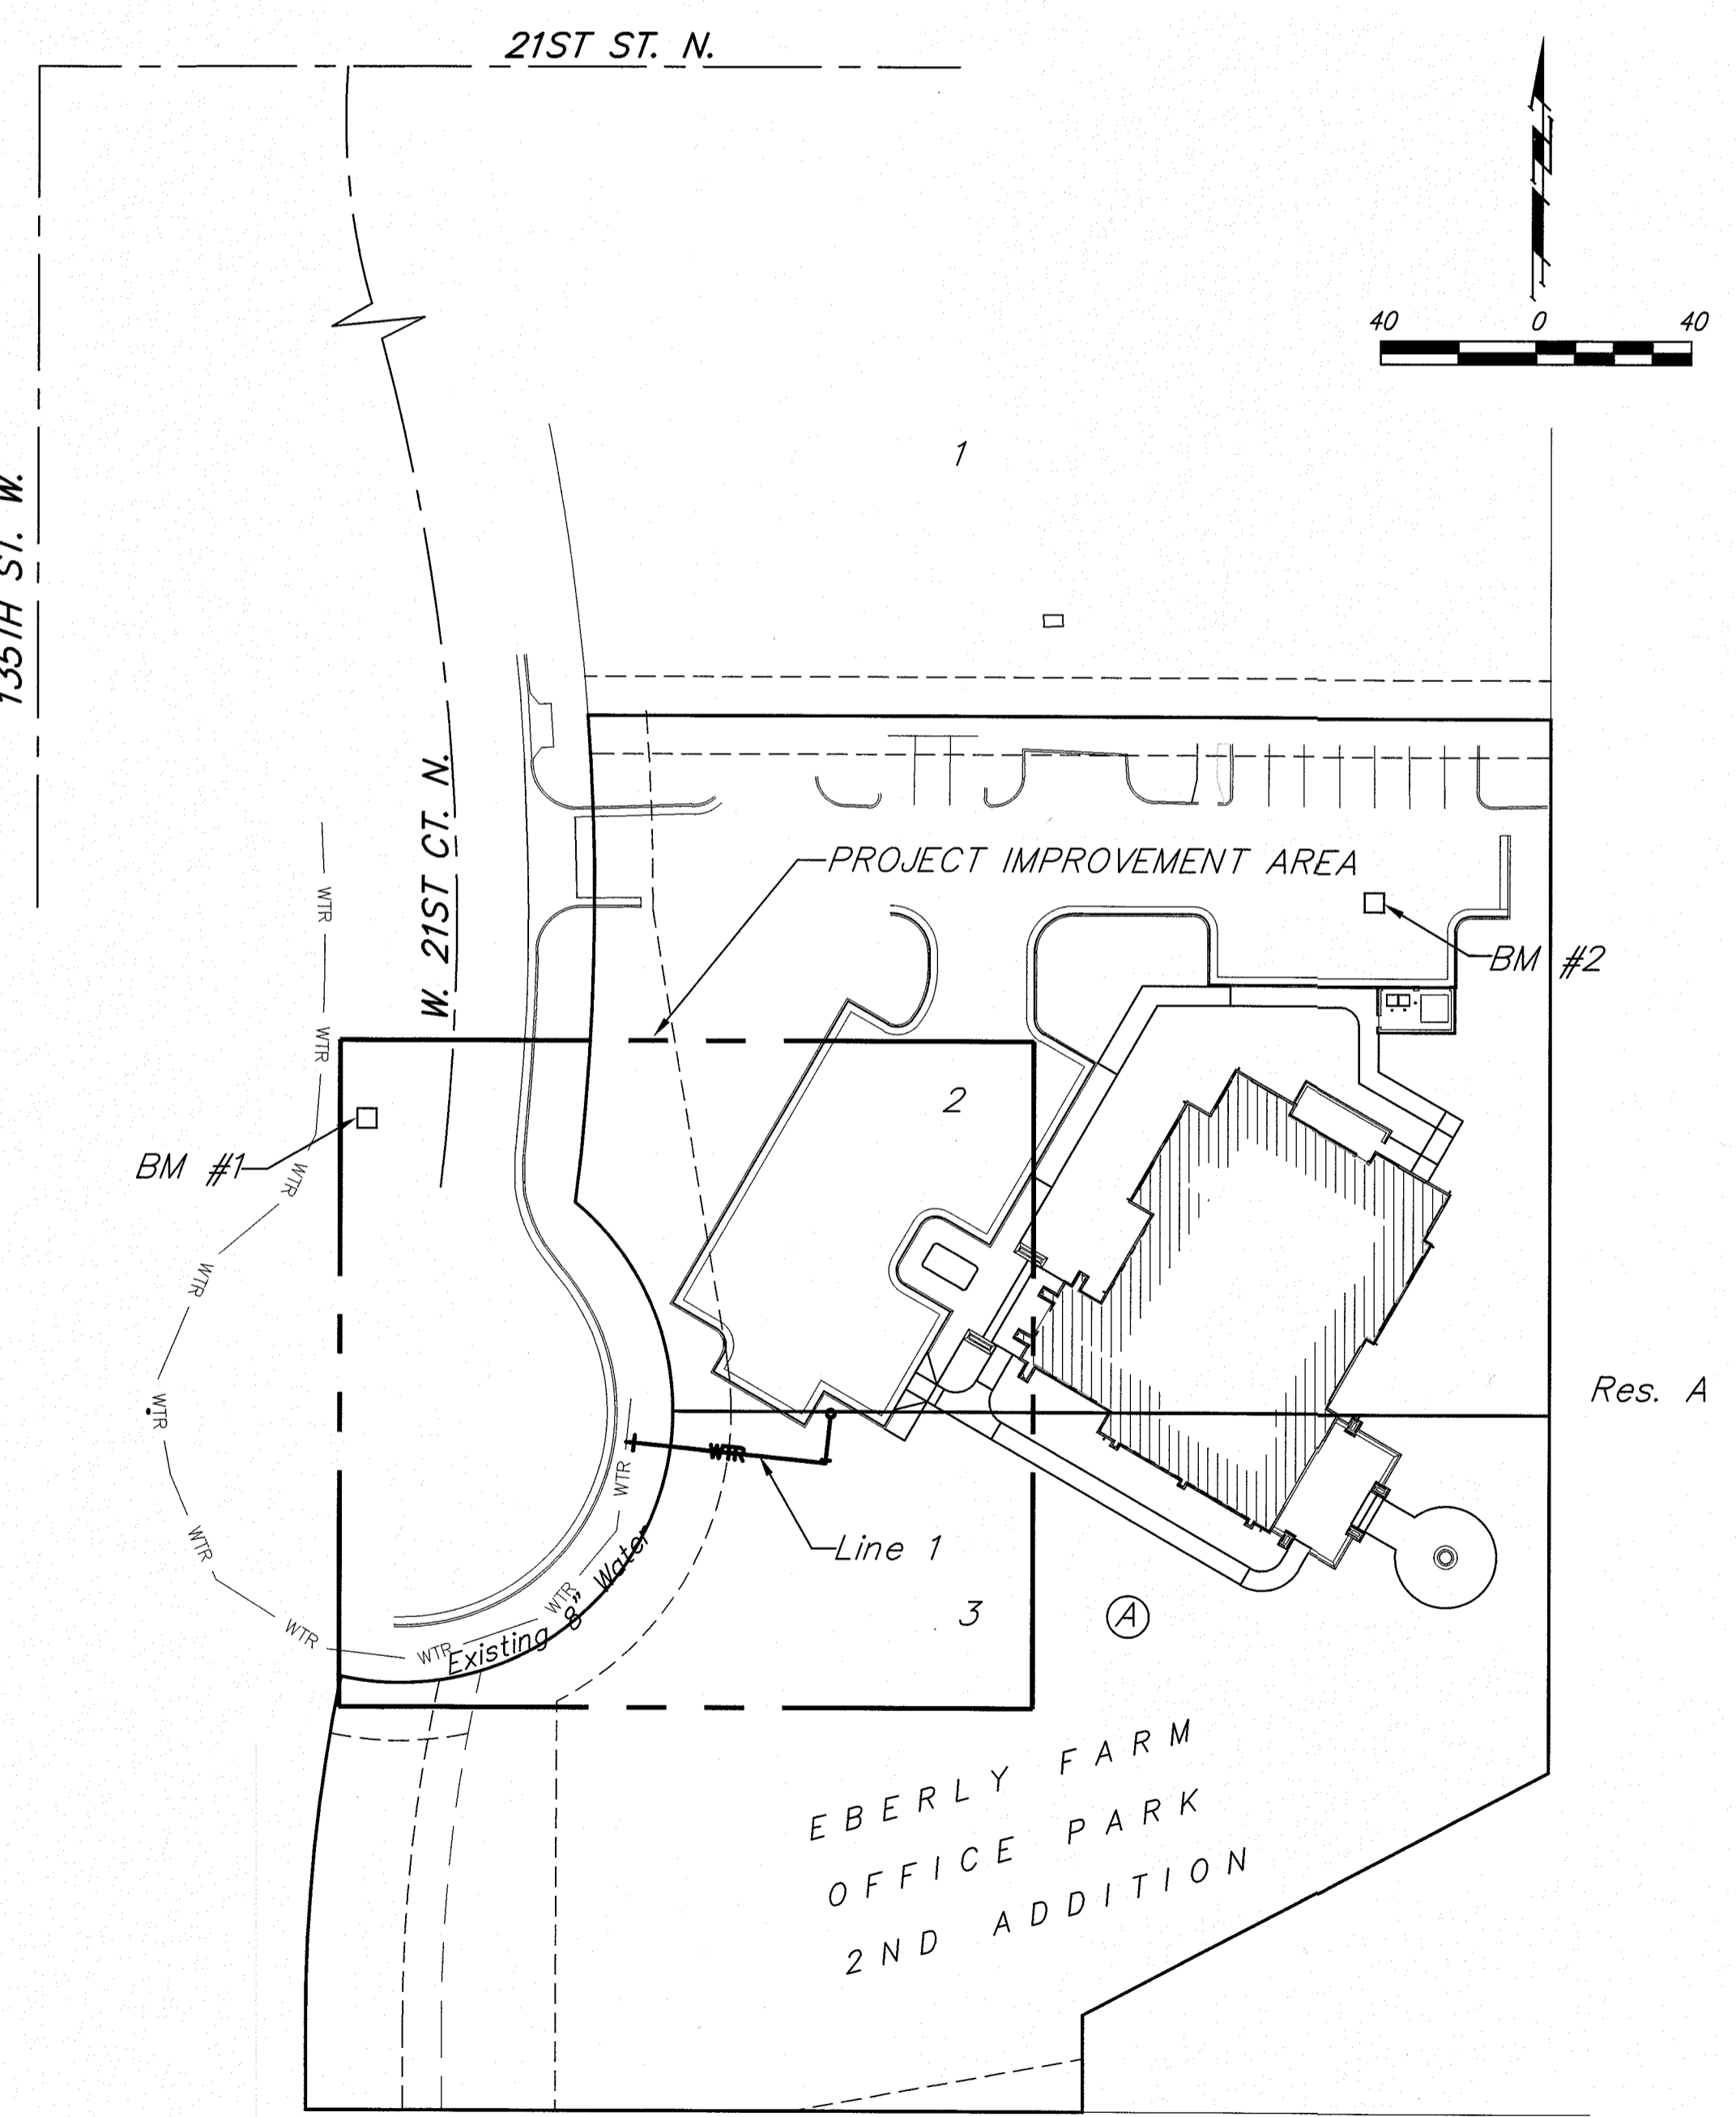 21ST ST. N.
135TH ST. W.
40 0 40
1
W. 21ST CT. N.
PROJECT IMPROVEMENT AREA
BM #2
WTR
WTR
2
BM #1
WTR
WTR
Res. A
WTR
WTR
WTR
Line 1
WTR
WTR
3
A
WTR
WTR
Existing 8" Water
EBERLY FARM
OFFICE PARK
2ND ADDITION